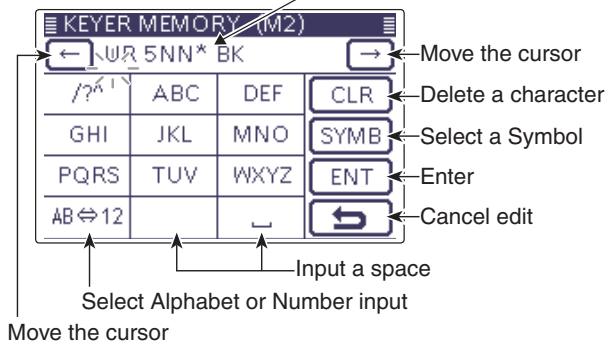 KEYER MEMORY (M2)
← UR 5NN* BK →
Move the cursor
/? ABC DEF CLR
Delete a character
GHI JKL MNO SYMB
Select a Symbol
PQRS TUV WXYZ ENT
Enter
AB⇔12 ␣
Cancel edit
Input a space
Select Alphabet or Number input
Move the cursor